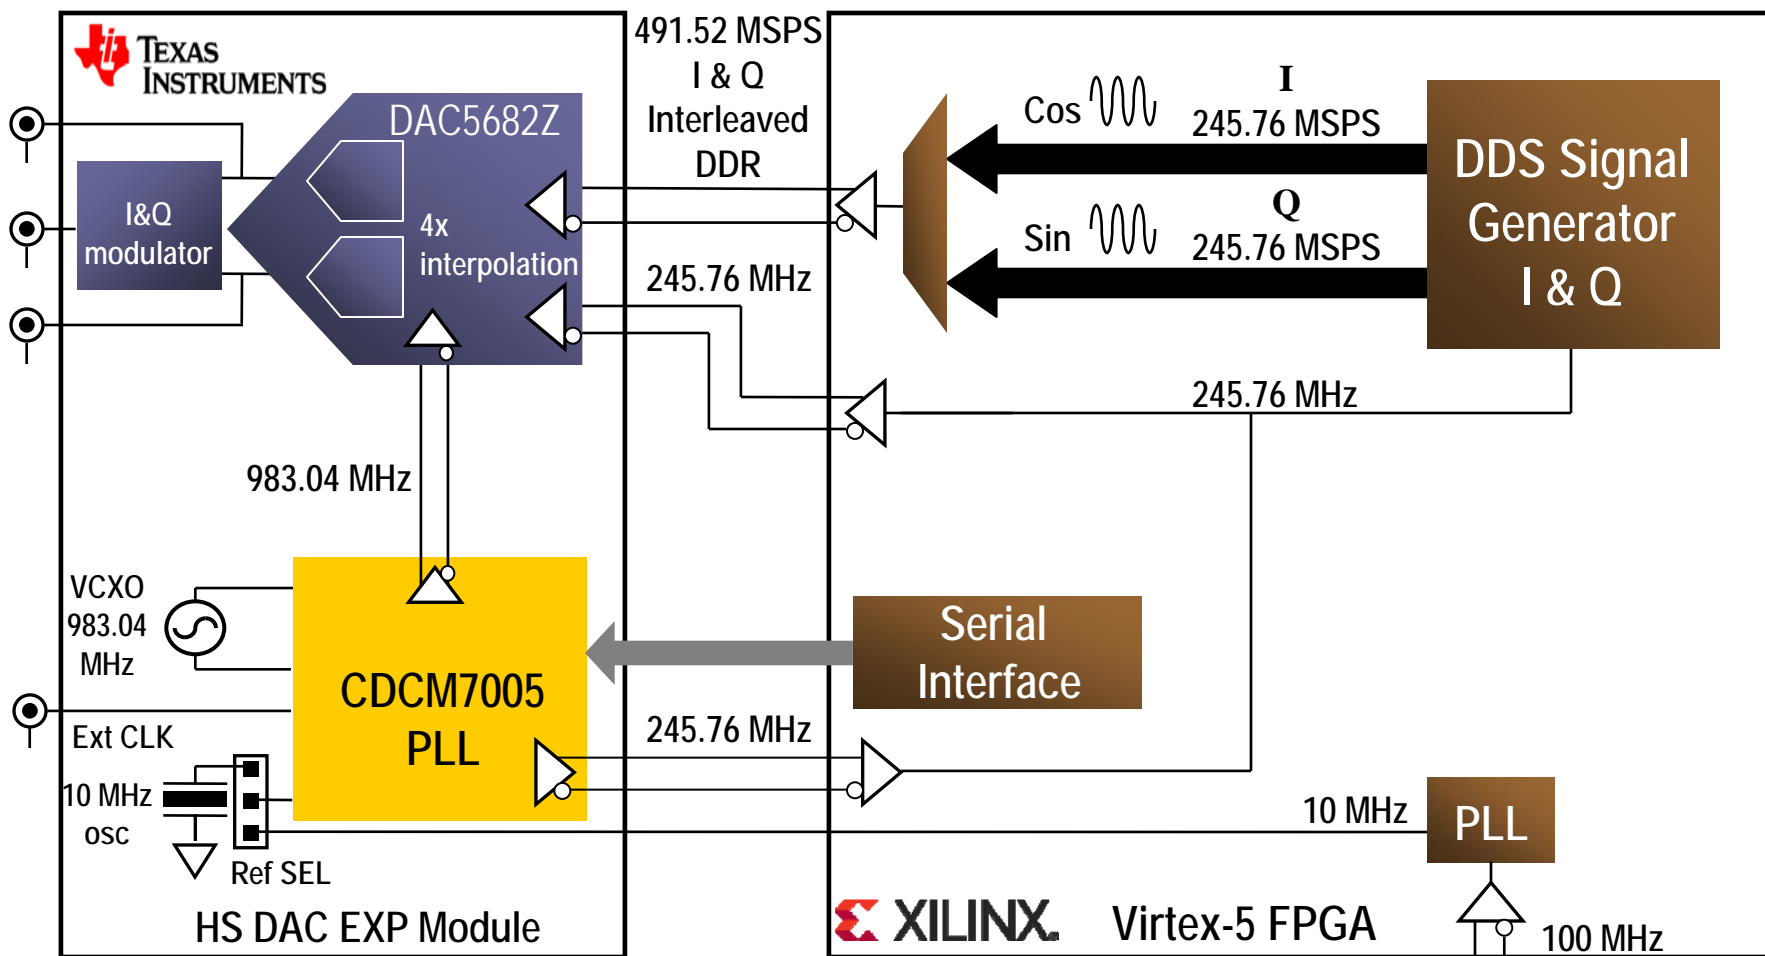 TEXAS
INSTRUMENTS
DAC5682Z
I&Q
modulator
4x
interpolation
491.52 MSPS
I & Q
Interleaved
DDR
245.76 MHz
983.04 MHz
VCXO
983.04
MHz
CDCM7005
PLL
Ext CLK
10 MHz
osc
Ref SEL
HS DAC EXP Module
245.76 MHz
Cos
I
245.76 MSPS
Sin
Q
245.76 MSPS
DDS Signal
Generator
I & Q
245.76 MHz
Serial
Interface
10 MHz
PLL
100 MHz
XILINX.
Virtex-5 FPGA